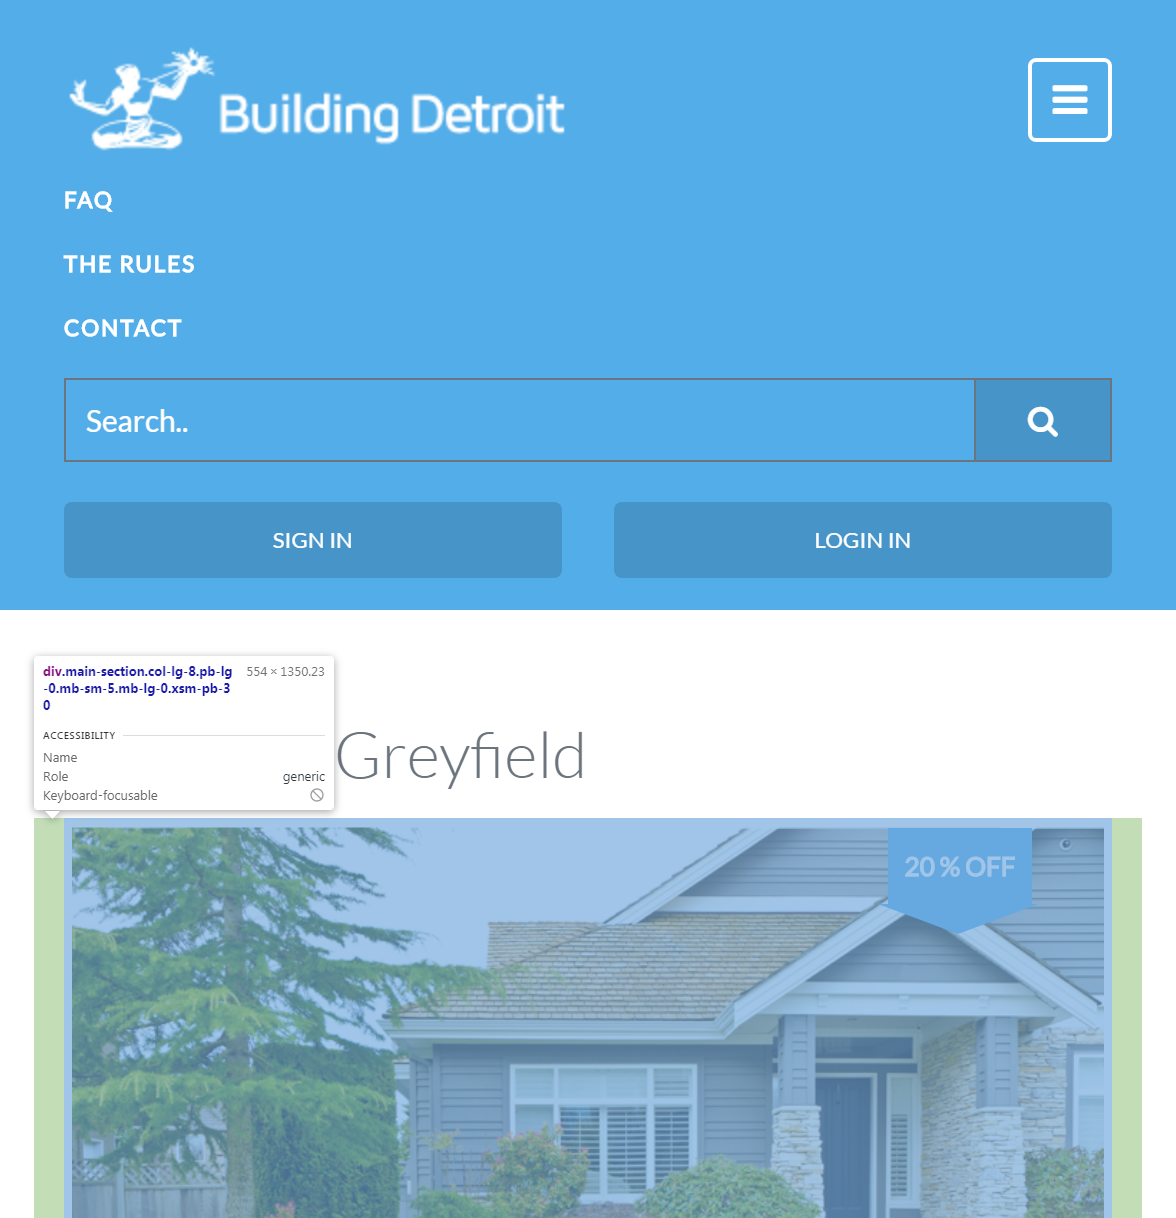 Building Detroit
FAQ
THE RULES
CONTACT
Search..
SIGN IN
LOGIN IN
div.main-section.col-lg-8.pb-lg 554 × 1350.23
-0.mb-sm-5.mb-lg-0.xsm-pb-3
0
ACCESSIBILITY
Name
Role generic
Keyboard-focusable
Greyfield
20 % OFF